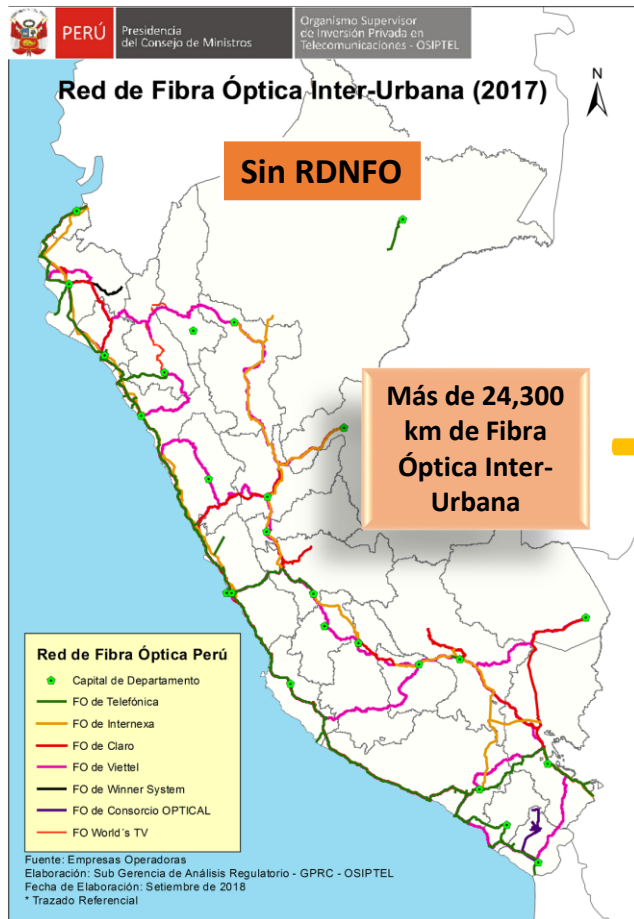 PERÚ
Presidencia
del Consejo de Ministros
Organismo Supervisor
de Inversión Privada en
Telecomunicaciones - OSIPTEL
Red de Fibra Óptica Inter-Urbana (2017)
N
Sin RDNFO
Más de 24,300
km de Fibra
Óptica Inter-
Urbana
Red de Fibra Óptica Perú
Capital de Departamento
FO de Telefónica
FO de Internexa
FO de Claro
FO de Viettel
FO de Winner System
FO de Consorcio OPTICAL
FO World´s TV
Fuente: Empresas Operadoras
Elaboración: Sub Gerencia de Análisis Regulatorio - GPRC - OSIPTEL
Fecha de Elaboración: Setiembre de 2018
* Trazado Referencial